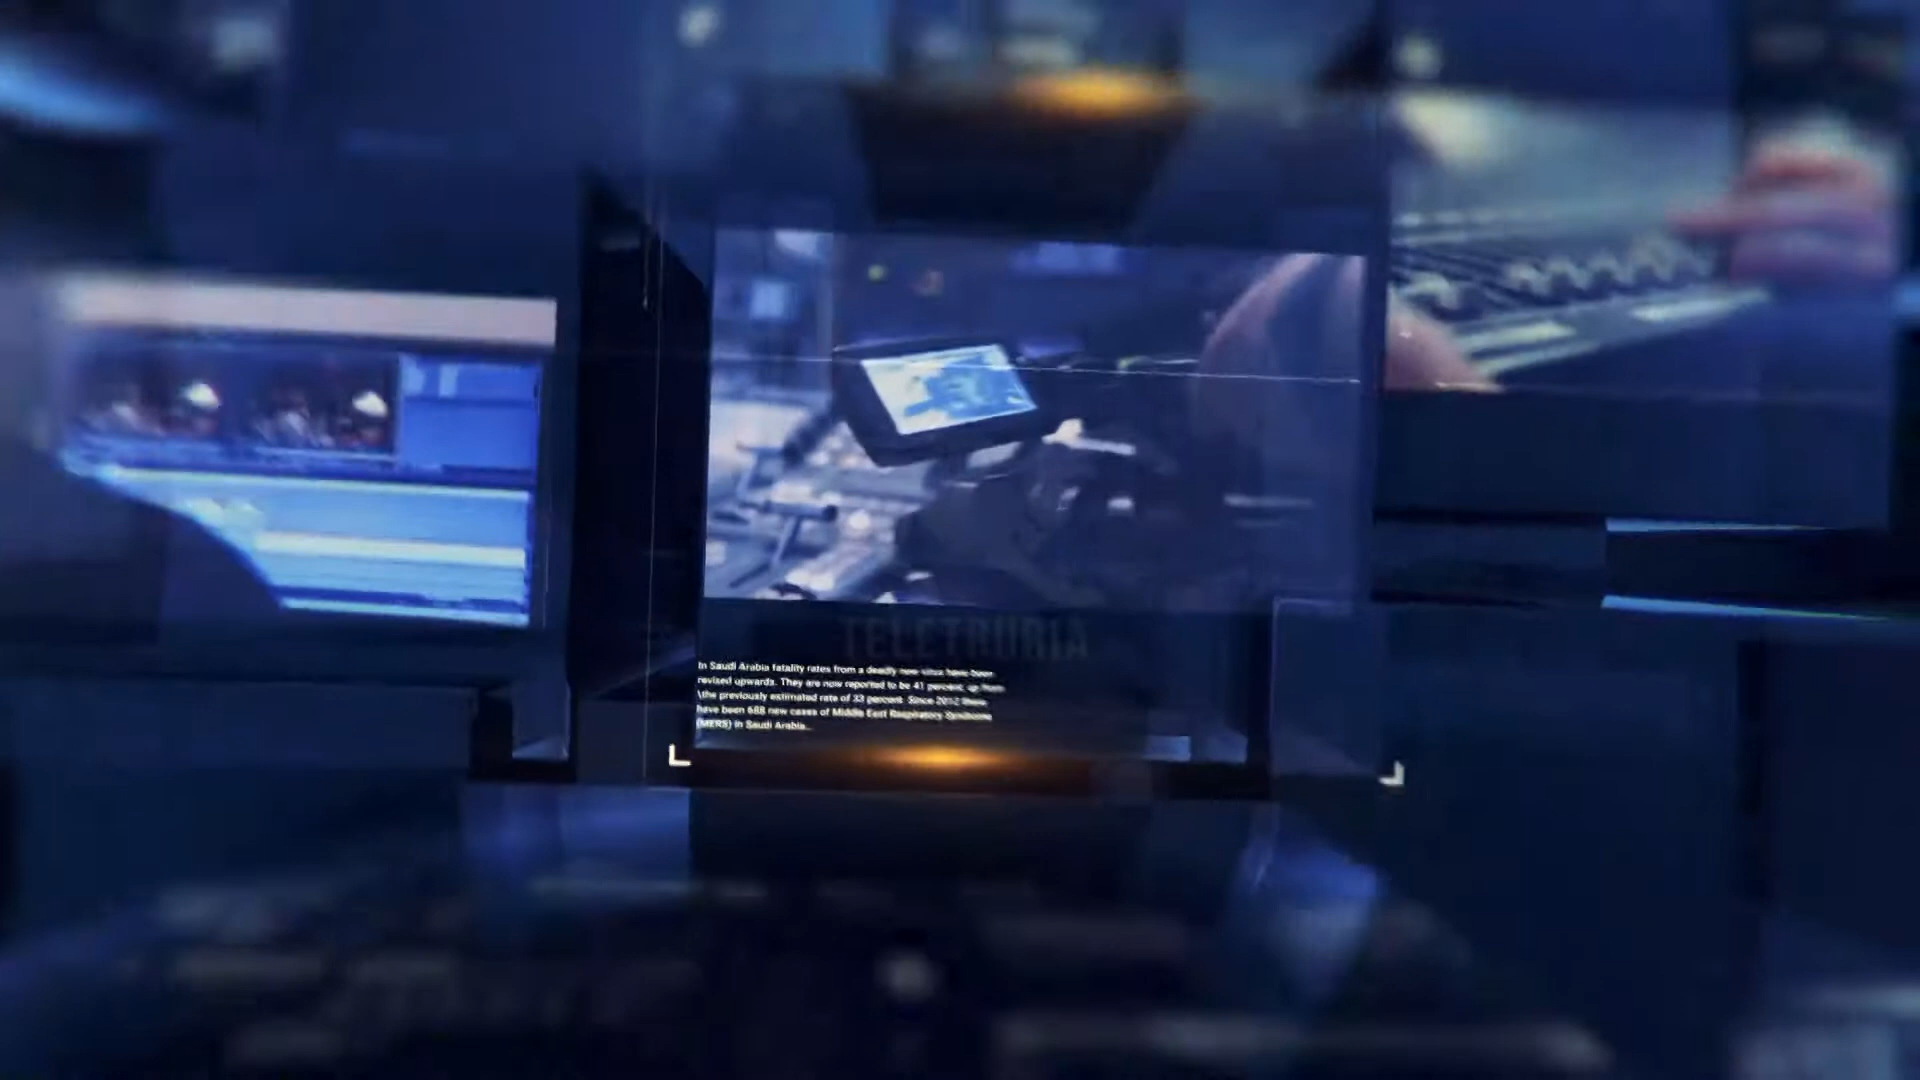 TELETRURIA
In Saudi Arabia fatality rates from a deadly new virus have been
revised upwards. They are now reported to be 41 percent, up from
\the previously estimated rate of 33 percent. Since 2012 there
have been 688 new cases of Middle East Respiratory Syndrome
(MERS) in Saudi Arabia...